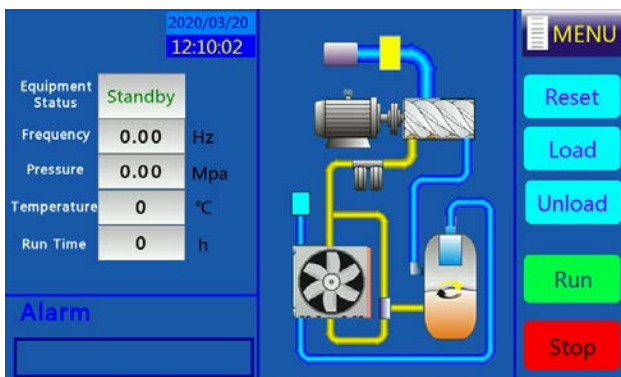 2020/03/20
12:10:02
MENU
Equipment
Status
Standby
Frequency
0.00
Hz
Pressure
0.00
Mpa
Temperature
0
℃
Run Time
0
h
Alarm
Reset
Load
Unload
Run
Stop